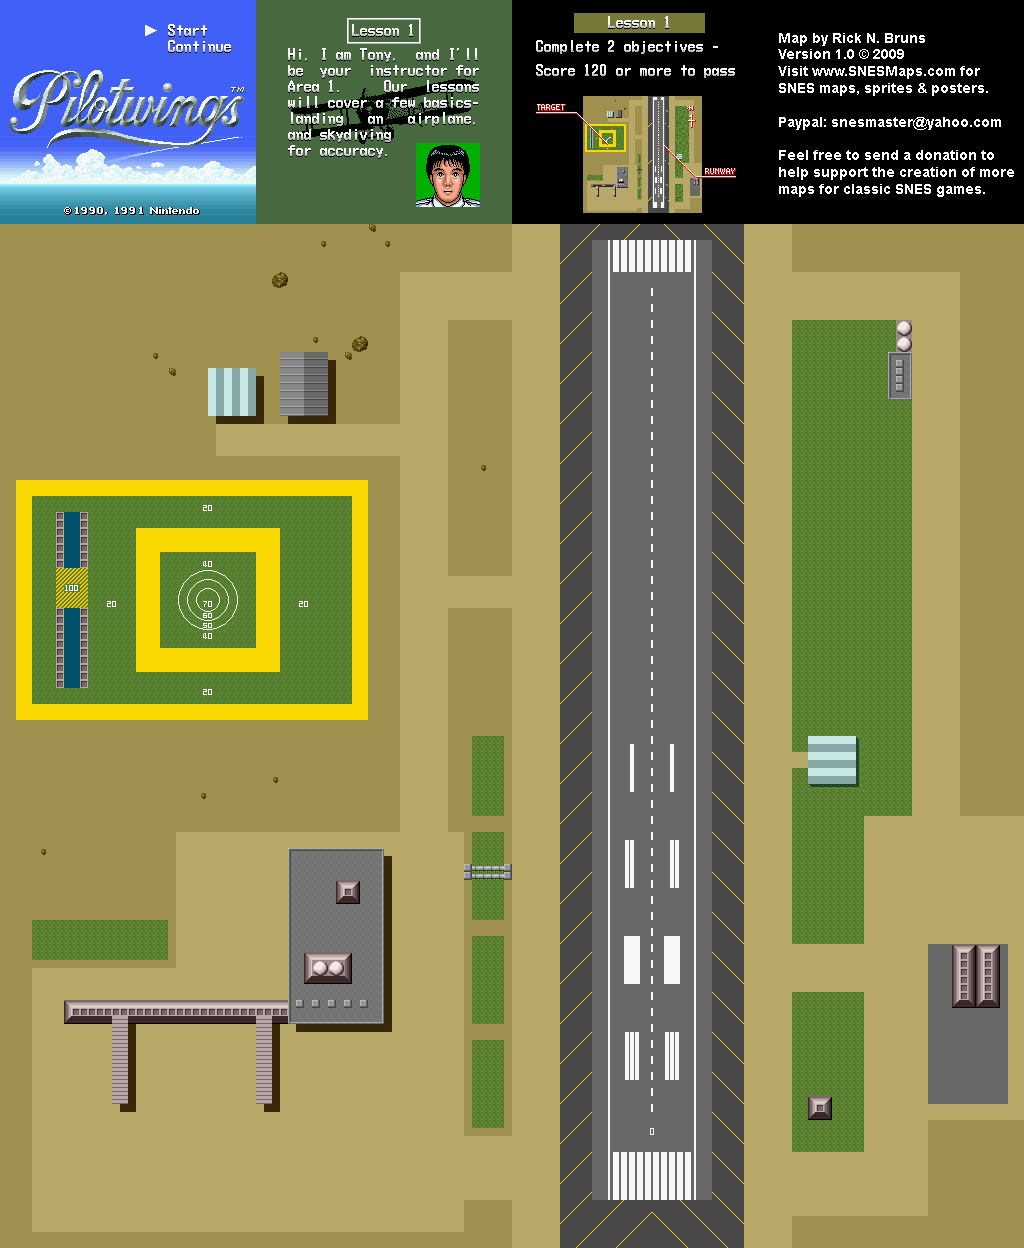 Start
Continue
Pilotwings™
© 1990, 1991 Nintendo
Lesson 1
Hi, I am Tony, and I'll
be your instructor for
Area 1. Our lessons
will cover a few basics-
landing an airplane,
and skydiving
for accuracy.
Lesson 1
Complete 2 objectives -
Score 120 or more to pass
TARGET
N
RUNWAY
Map by Rick N. Bruns
Version 1.0 © 2009
Visit www.SNESMaps.com for
SNES maps, sprites & posters.
Paypal: snesmaster@yahoo.com
Feel free to send a donation to
help support the creation of more
maps for classic SNES games.
20
40
100
20
70
20
60
50
40
20